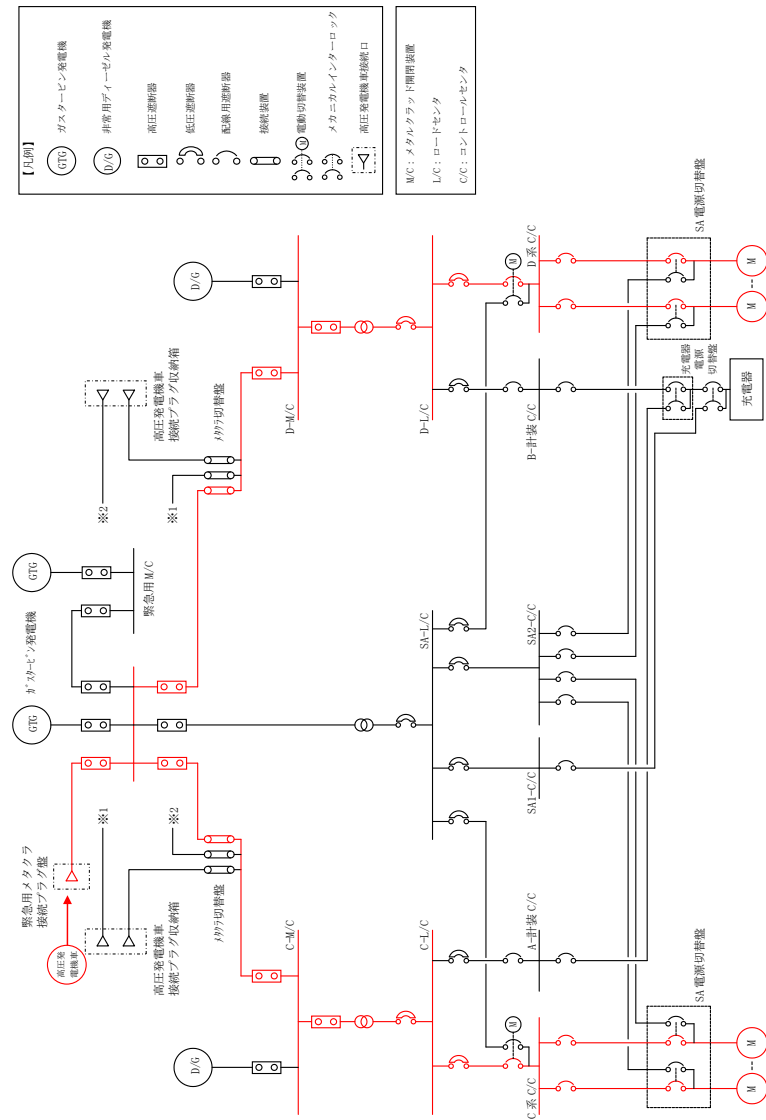 【凡例】
GTG
ガスタービン発電機
D/G
非常用ディーゼル発電機
高圧遮断器
低圧遮断器
配線用遮断器
接続装置
M
電動切替装置
メカニカルインターロック
高圧発電機車接続口
M/C：メタルクラッド開閉装置
L/C：ロードセンタ
C/C：コントロールセンタ
緊急用メタクラ
接続プラグ盤
高圧発
電機車
高圧発電機車
接続プラグ収納箱
※1
※2
ﾒﾀｸﾗ切替盤
D/G
C-M/C
C-L/C
C系 C/C
M
A-計装 C/C
SA電源切替盤
M
M
ｶﾞｽﾀｰﾋﾞﾝ発電機
GTG
GTG
緊急用M/C
SA-L/C
SA1-C/C
SA2-C/C
高圧発電機車
接続プラグ収納箱
※2
※1
ﾒﾀｸﾗ切替盤
D/G
D-M/C
D-L/C
B-計装 C/C
D系 C/C
M
充電器
電源
切替盤
充電器
SA電源切替盤
M
M